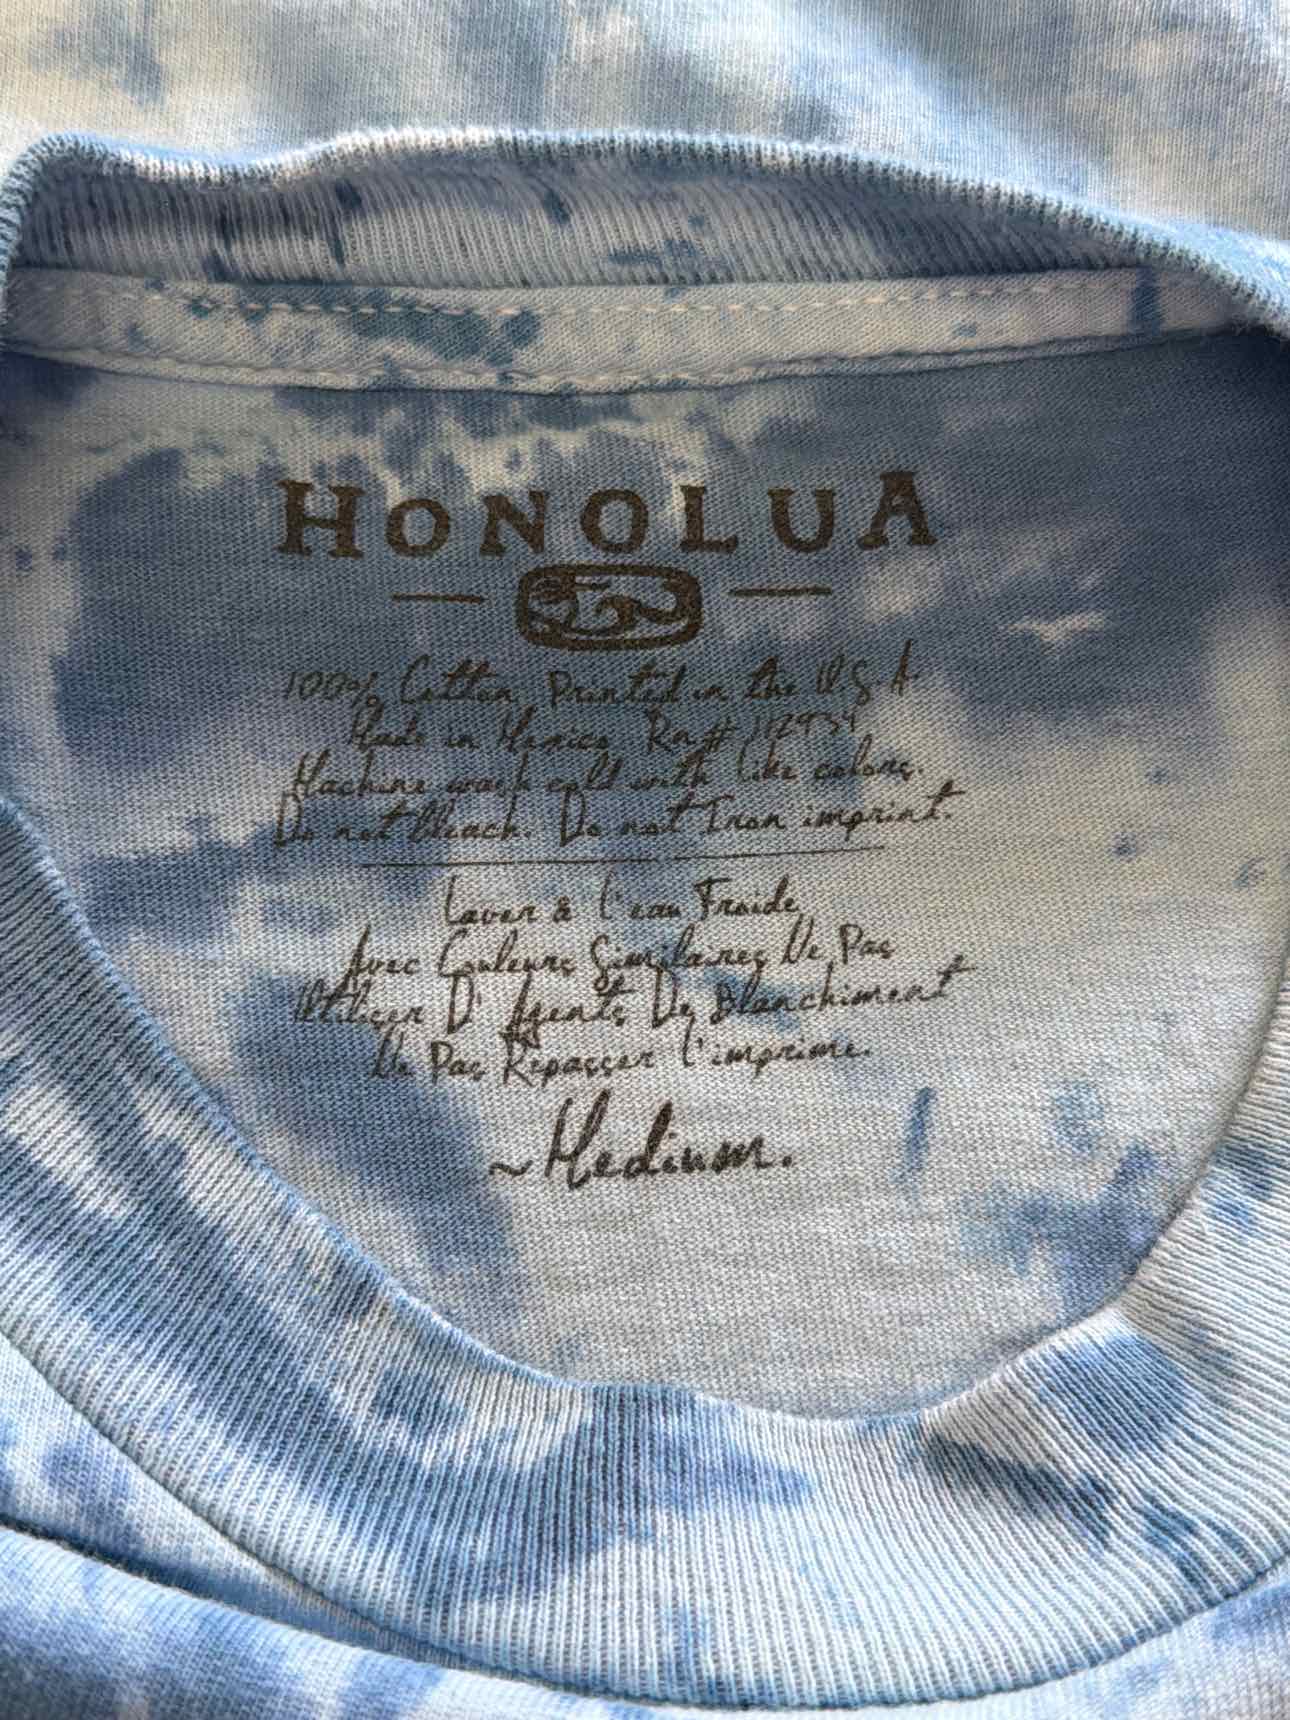 HONOLUA
100% Cotton Printed in the U.S.A.
Made in Mexico Rn# 112939
Machine wash cold with like colors.
Do not bleach. Do not Iron imprint.
Laver à l'eau Froide,
Avec Couleurs Similaires Ne Pas
Utiliser D'Agents De Blanchiment
Ne Pas Repasser l'imprime.
~Medium.